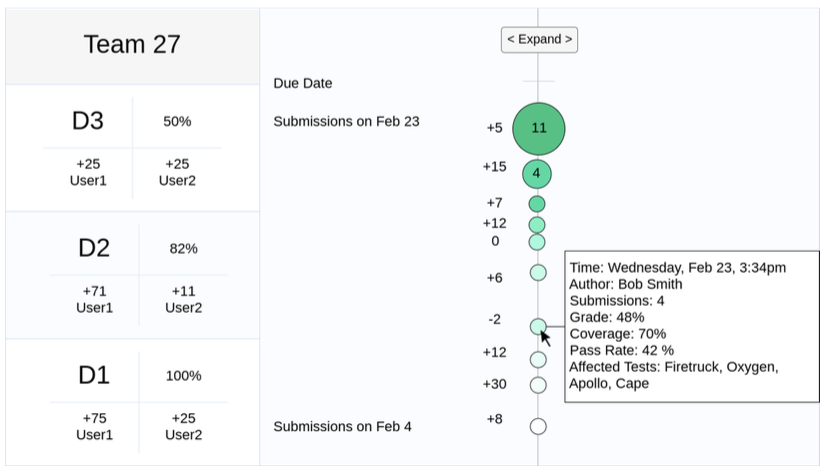 Team 27
D3
50%
+25
User1
+25
User2
D2
82%
+71
User1
+11
User2
D1
100%
+75
User1
+25
User2
< Expand >
Due Date
Submissions on Feb 23
+5
11
+15
4
+7
+12
0
+6
-2
+12
+30
+8
Submissions on Feb 4
Time: Wednesday, Feb 23, 3:34pm
Author: Bob Smith
Submissions: 4
Grade: 48%
Coverage: 70%
Pass Rate: 42 %
Affected Tests: Firetruck, Oxygen,
Apollo, Cape